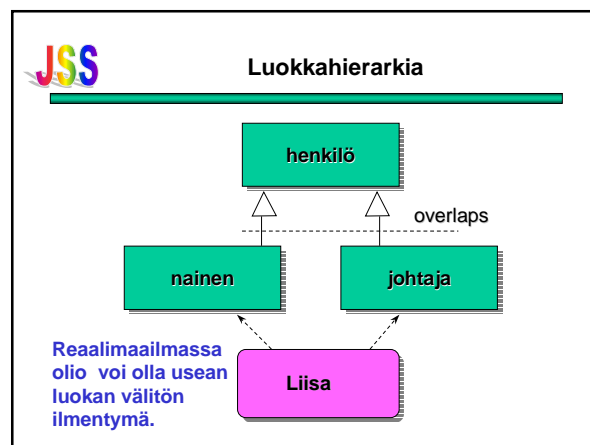 JSS
Luokkahierarkia
henkilö
overlaps
nainen
johtaja
Reaalimaailmassa
olio voi olla usean
luokan välitön
ilmentymä.
Liisa